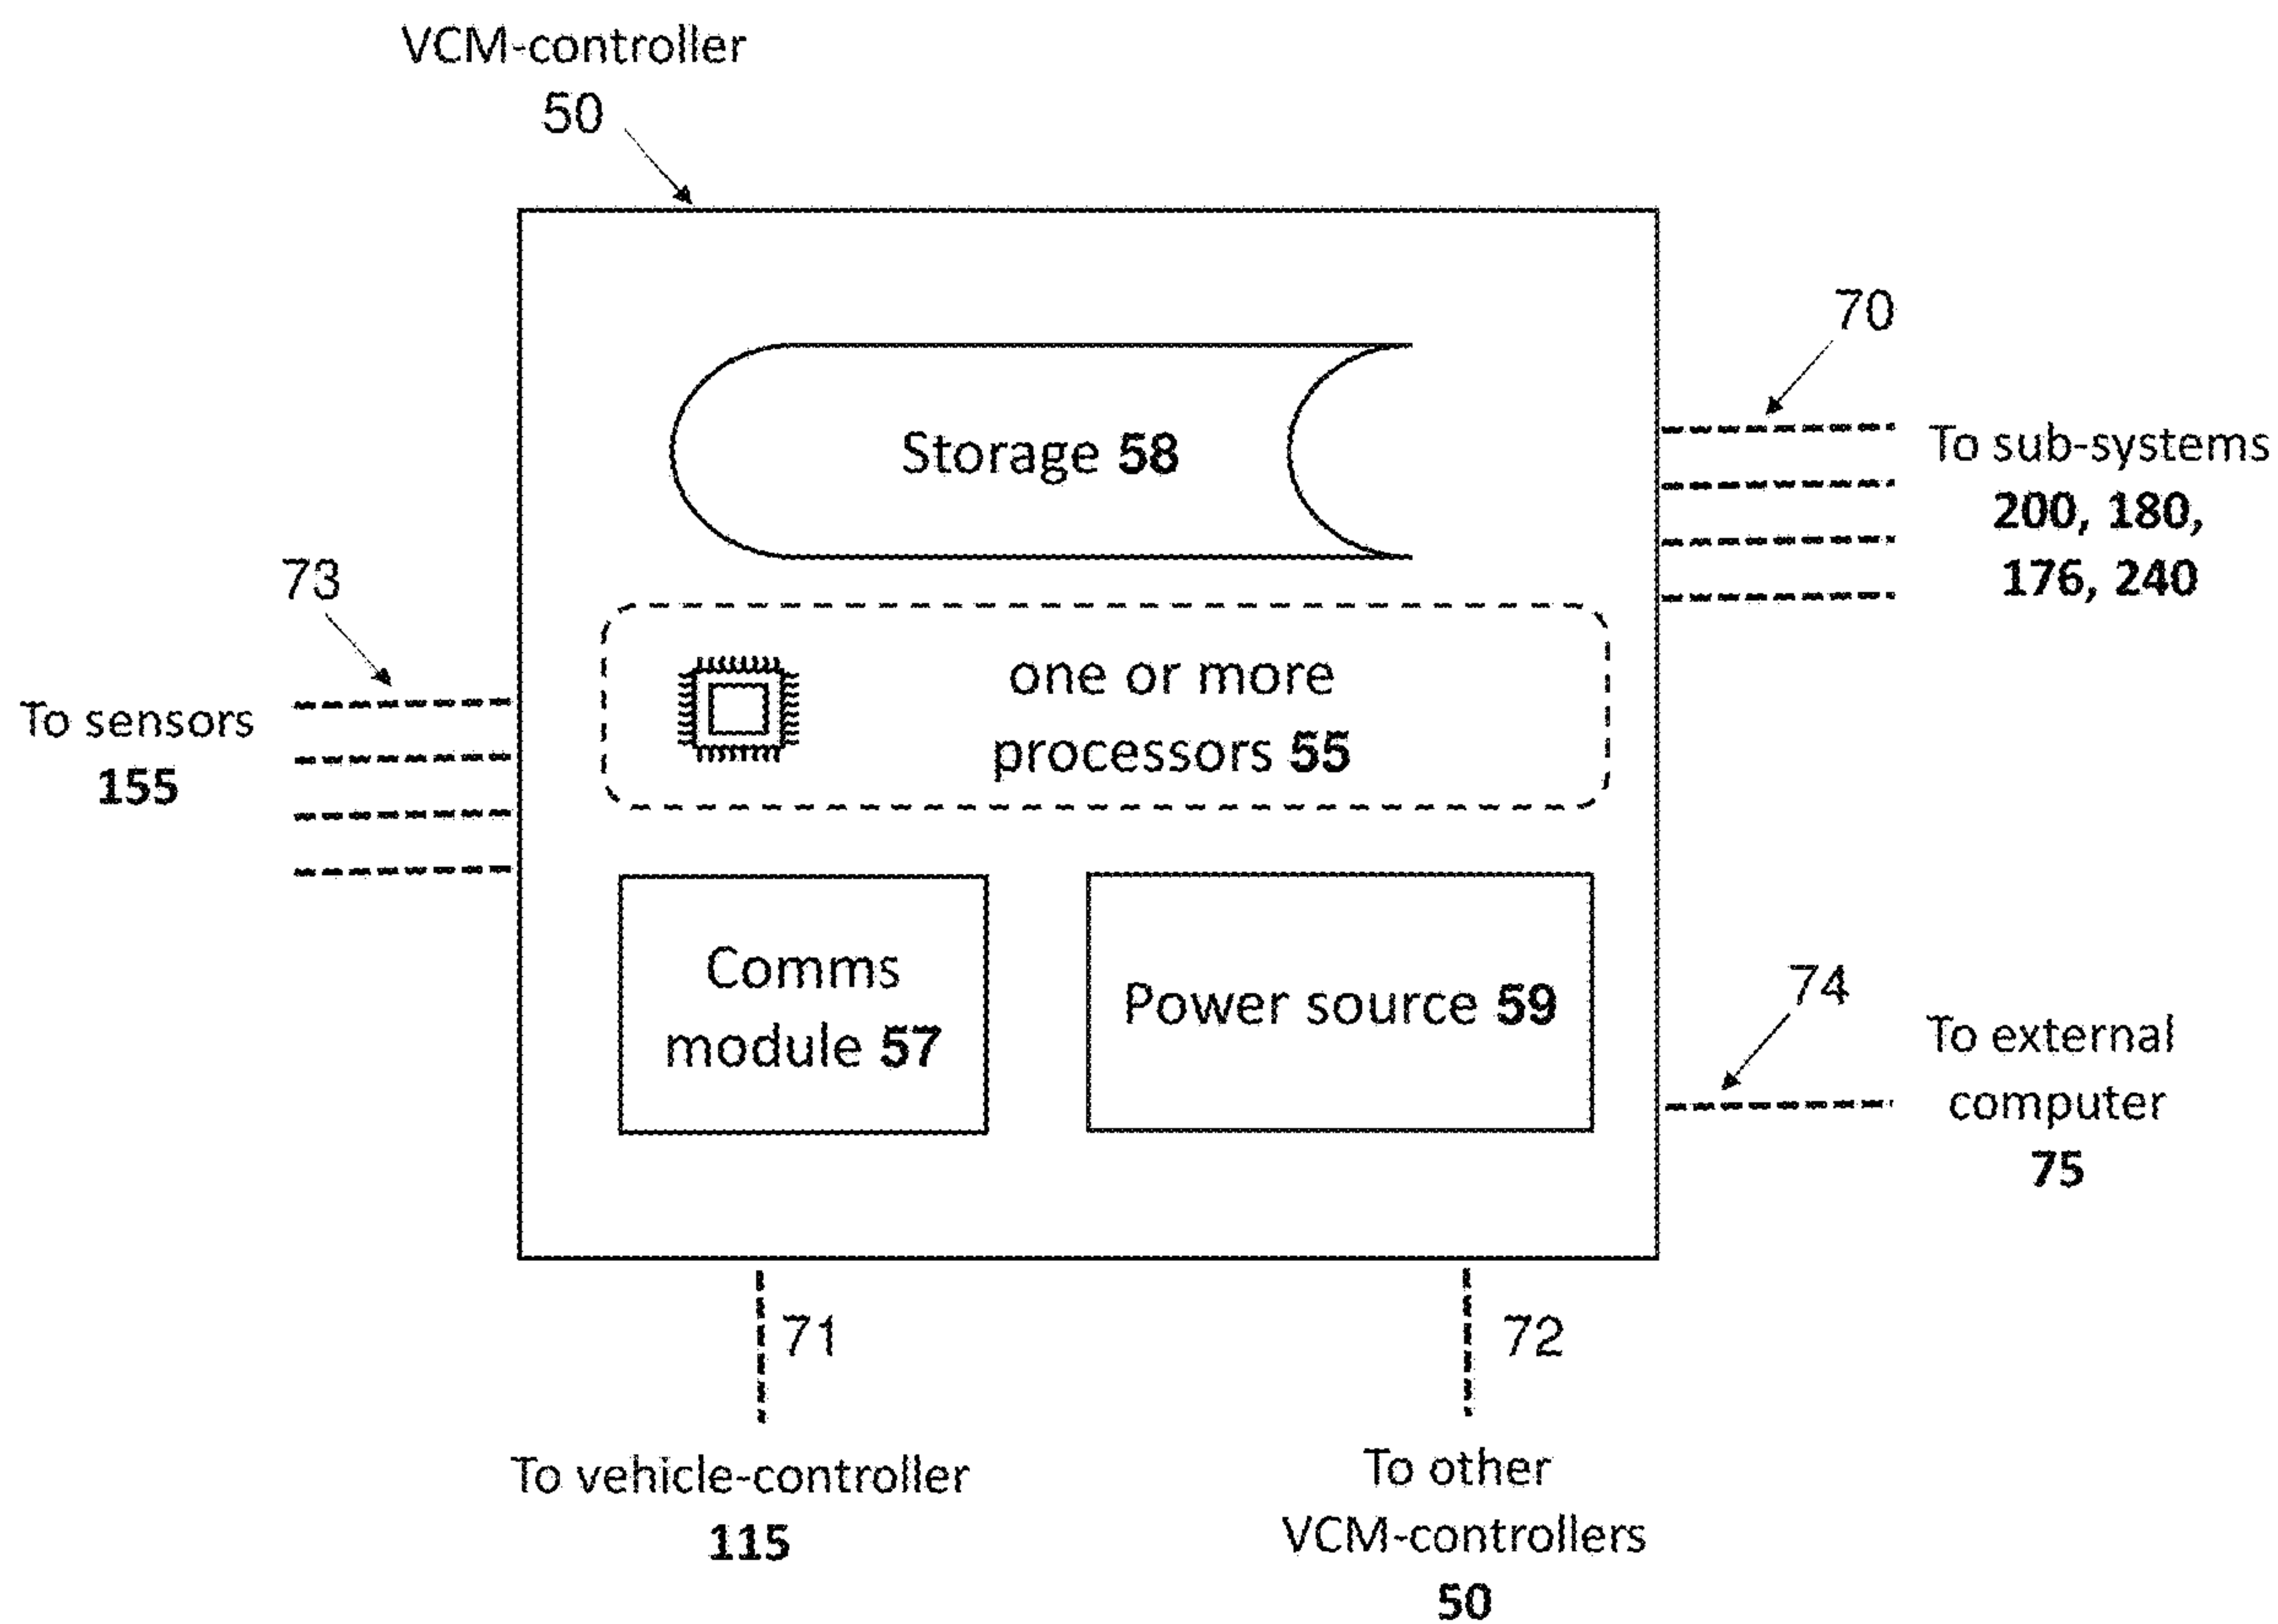 VCM-controller
50
70
Storage 58
To sub-systems
200, 180,
176, 240
73
one or more
processors 55
To sensors
155
Comms
module 57
Power source 59
74
To external
computer
75
71
72
To vehicle-controller
115
To other
VCM-controllers
50